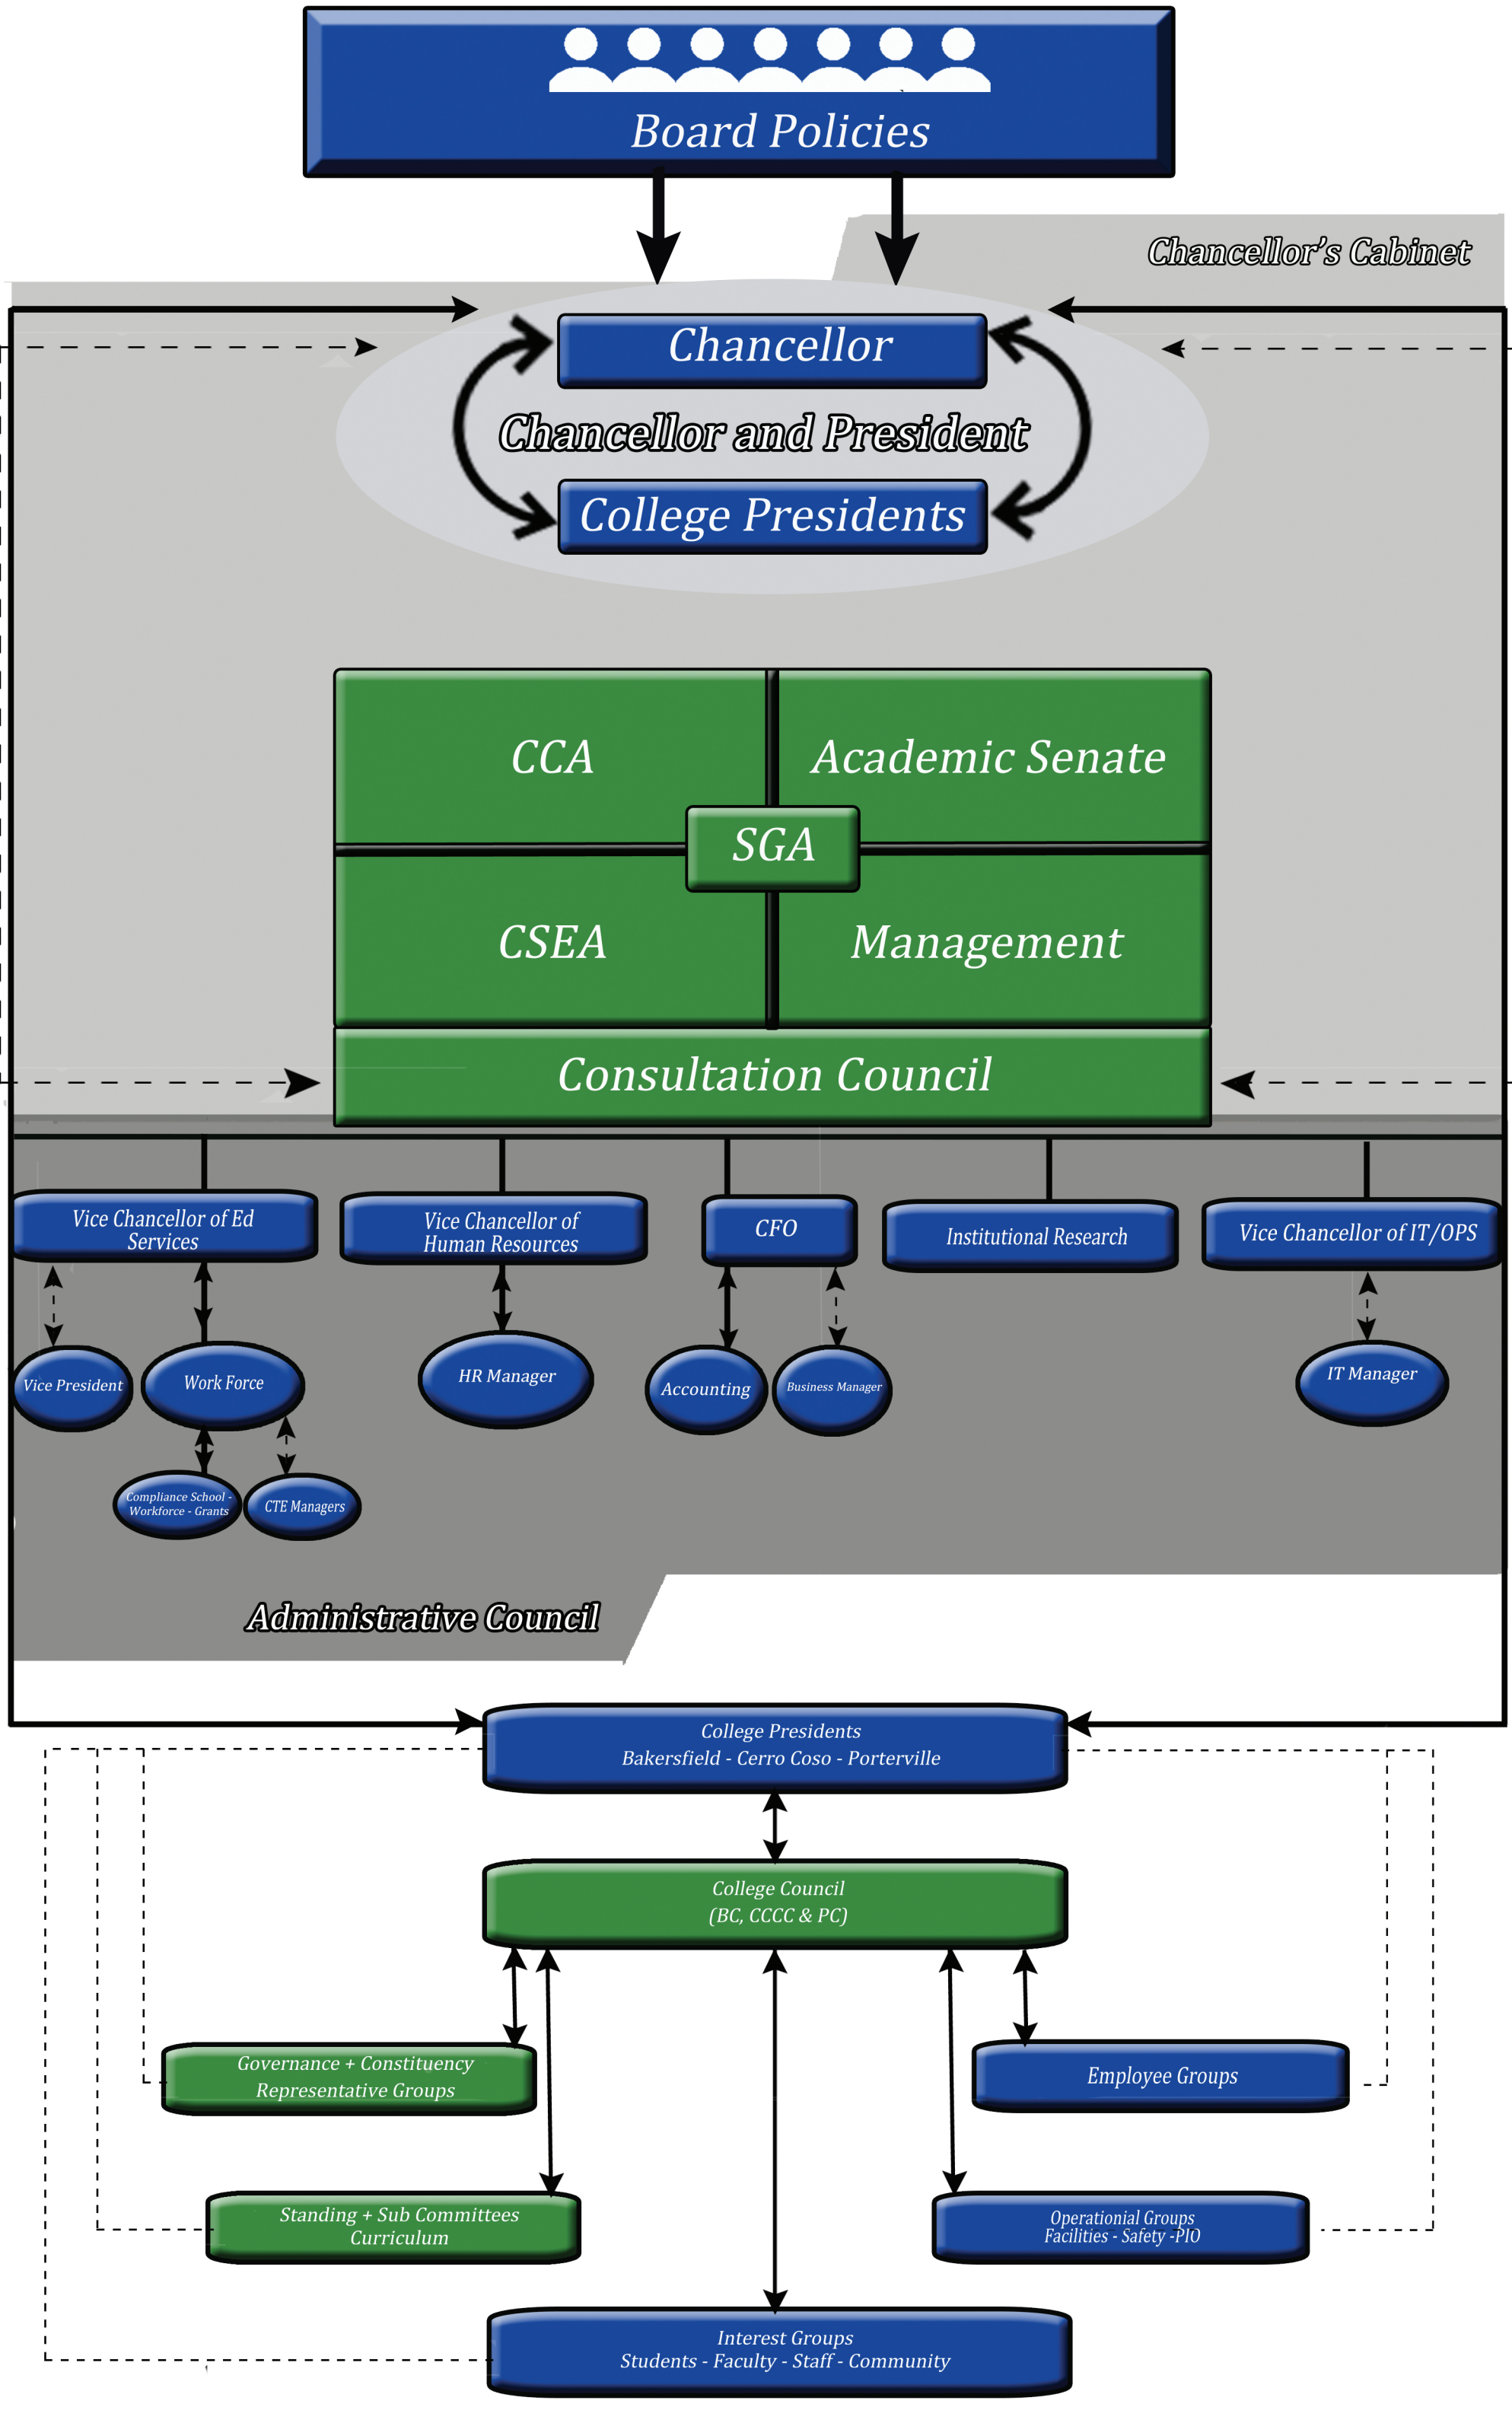 Board Policies
Chancellor's Cabinet
Chancellor
Chancellor and President
College Presidents
CCA
Academic Senate
SGA
CSEA
Management
Consultation Council
Vice Chancellor of Ed
Services
Vice Chancellor of
Human Resources
CFO
Institutional Research
Vice Chancellor of IT/OPS
Vice President
Work Force
HR Manager
Accounting
Business Manager
IT Manager
Compliance School -
Workforce - Grants
CTE Managers
Administrative Council
College Presidents
Bakersfield - Cerro Coso - Porterville
College Council
(BC, CCCC & PC)
Governance + Constituency
Representative Groups
Employee Groups
Standing + Sub Committees
Curriculum
Operationial Groups
Facilities - Safety -PIO
Interest Groups
Students - Faculty - Staff - Community